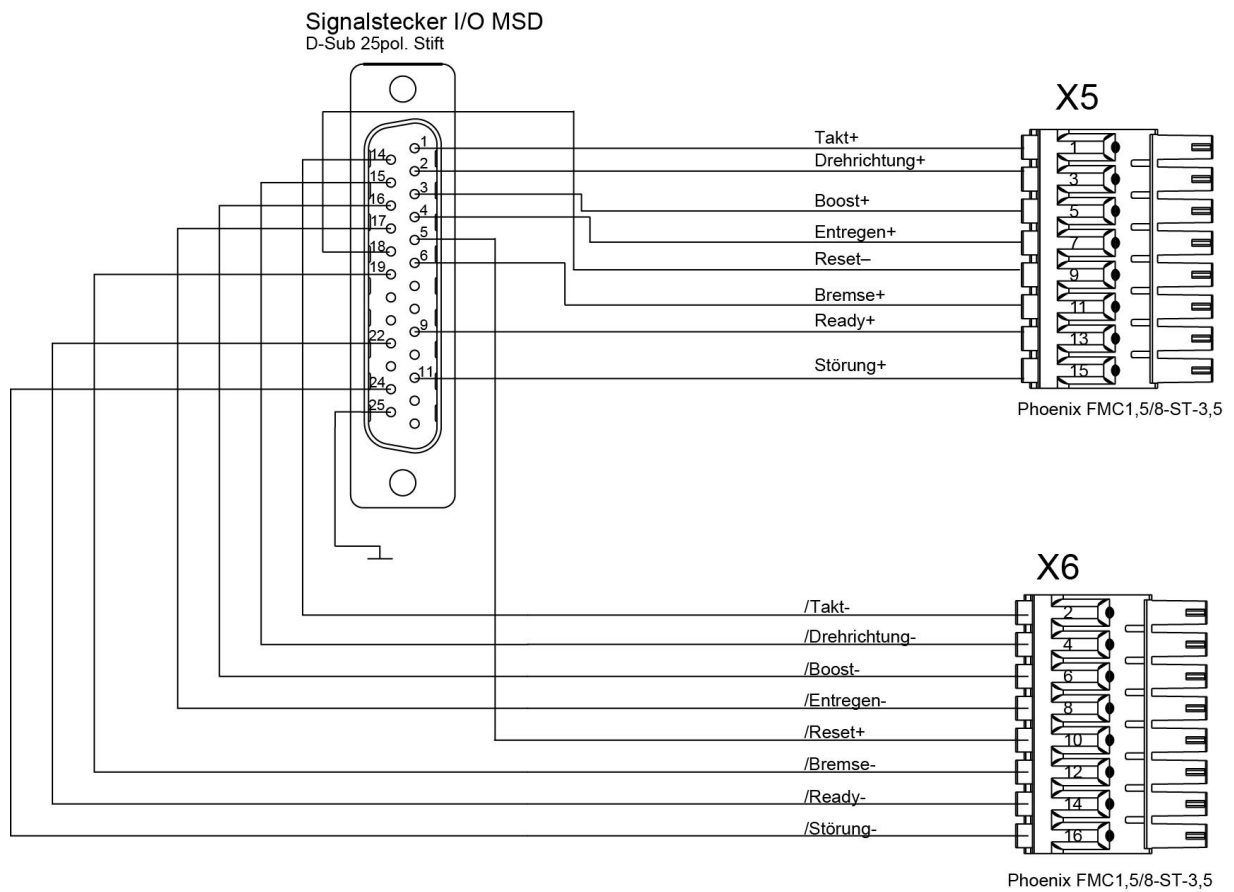 Signalstecker I/O MSD
D-Sub 25pol. Stift
1
2
3
4
5
6
9
11
14
15
16
17
18
19
22
24
25
X5
Takt+
Drehrichtung+
Boost+
Entregen+
Reset–
Bremse+
Ready+
Störung+
1
3
5
7
9
11
13
15
Phoenix FMC1,5/8-ST-3,5
X6
/Takt-
/Drehrichtung-
/Boost-
/Entregen-
/Reset+
/Bremse-
/Ready-
/Störung-
2
4
6
8
10
12
14
16
Phoenix FMC1,5/8-ST-3,5